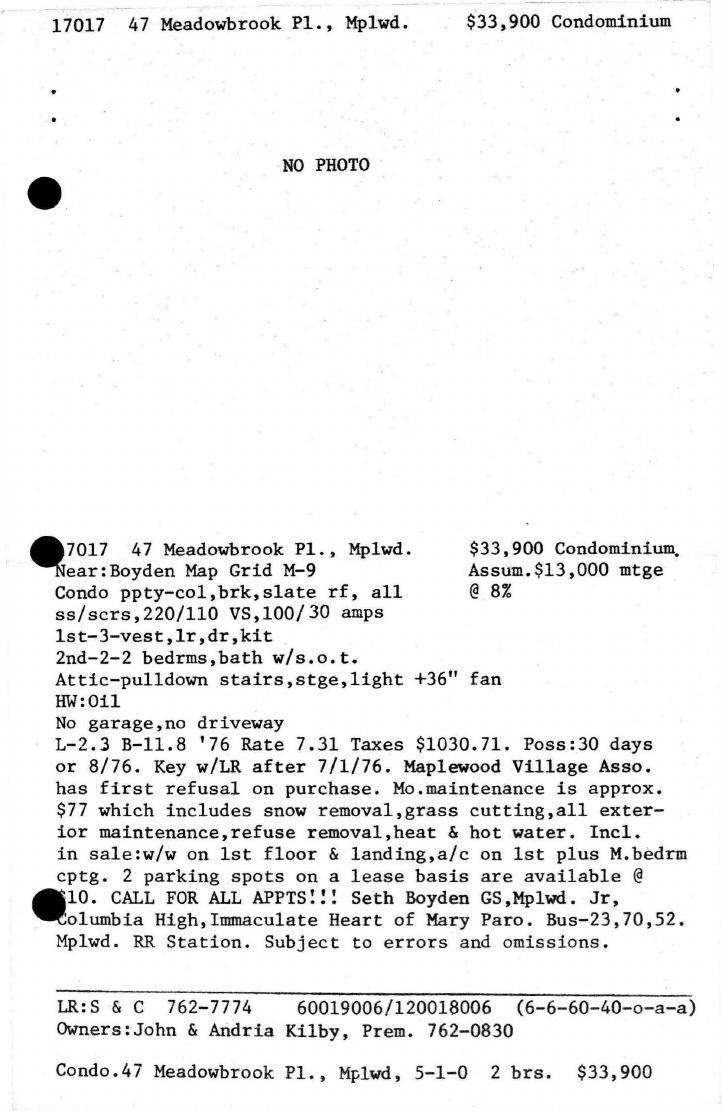 17017 47 Meadowbrook Pl., Mplwd. $33,900 Condominium
NO PHOTO
7017 47 Meadowbrook Pl., Mplwd. $33,900 Condominium.
Near:Boyden Map Grid M-9 Assum.$13,000 mtge
Condo ppty-col,brk,slate rf, all @ 8%
ss/scrs,220/110 VS,100/30 amps
1st-3-vest,lr,dr,kit
2nd-2-2 bedrms,bath w/s.o.t.
Attic-pulldown stairs,stge,light +36" fan
HW:Oil
No garage,no driveway
L-2.3 B-11.8 '76 Rate 7.31 Taxes $1030.71. Poss:30 days
or 8/76. Key w/LR after 7/1/76. Maplewood Village Asso.
has first refusal on purchase. Mo.maintenance is approx.
$77 which includes snow removal,grass cutting,all exter-
ior maintenance,refuse removal,heat & hot water. Incl.
in sale:w/w on 1st floor & landing,a/c on 1st plus M.bedrm
cptg. 2 parking spots on a lease basis are available @
$10. CALL FOR ALL APPTS!!! Seth Boyden GS,Mplwd. Jr,
Columbia High,Immaculate Heart of Mary Paro. Bus-23,70,52.
Mplwd. RR Station. Subject to errors and omissions.
LR:S & C 762-7774 60019006/120018006 (6-6-60-40-o-a-a)
Owners:John & Andria Kilby, Prem. 762-0830
Condo.47 Meadowbrook Pl., Mplwd, 5-1-0 2 brs. $33,900